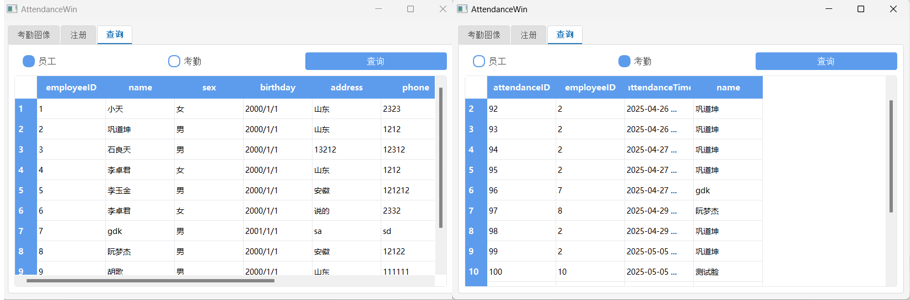 AttendanceWin
考勤图像 注册 查询
员工 考勤 查询
employeeID name sex birthday address phone
1 1 小天 女 2000/1/1 山东 2323
2 2 巩道坤 男 2000/1/1 山东 1212
3 3 石良天 男 2000/1/1 13212 12312
4 4 李卓君 女 2000/1/1 山东 1212
5 5 李玉金 男 2000/1/1 安徽 121212
6 6 李卓君 女 2000/1/1 说的 2332
7 7 gdk 男 2001/1/1 sa sd
8 8 阮梦杰 男 2000/1/1 安徽 12122
9 9 胡歌 男 2000/1/1 山东 111111
AttendanceWin
考勤图像 注册 查询
员工 考勤 查询
attendanceID employeeID ttendanceTim name
2 92 2 2025-04-26 ... 巩道坤
3 93 2 2025-04-26 ... 巩道坤
4 94 2 2025-04-27 ... 巩道坤
5 95 2 2025-04-27 ... 巩道坤
6 96 7 2025-04-27 ... gdk
7 97 8 2025-04-29 ... 阮梦杰
8 98 2 2025-04-29 ... 巩道坤
9 99 2 2025-05-05 ... 巩道坤
10 100 10 2025-05-05 ... 测试脸